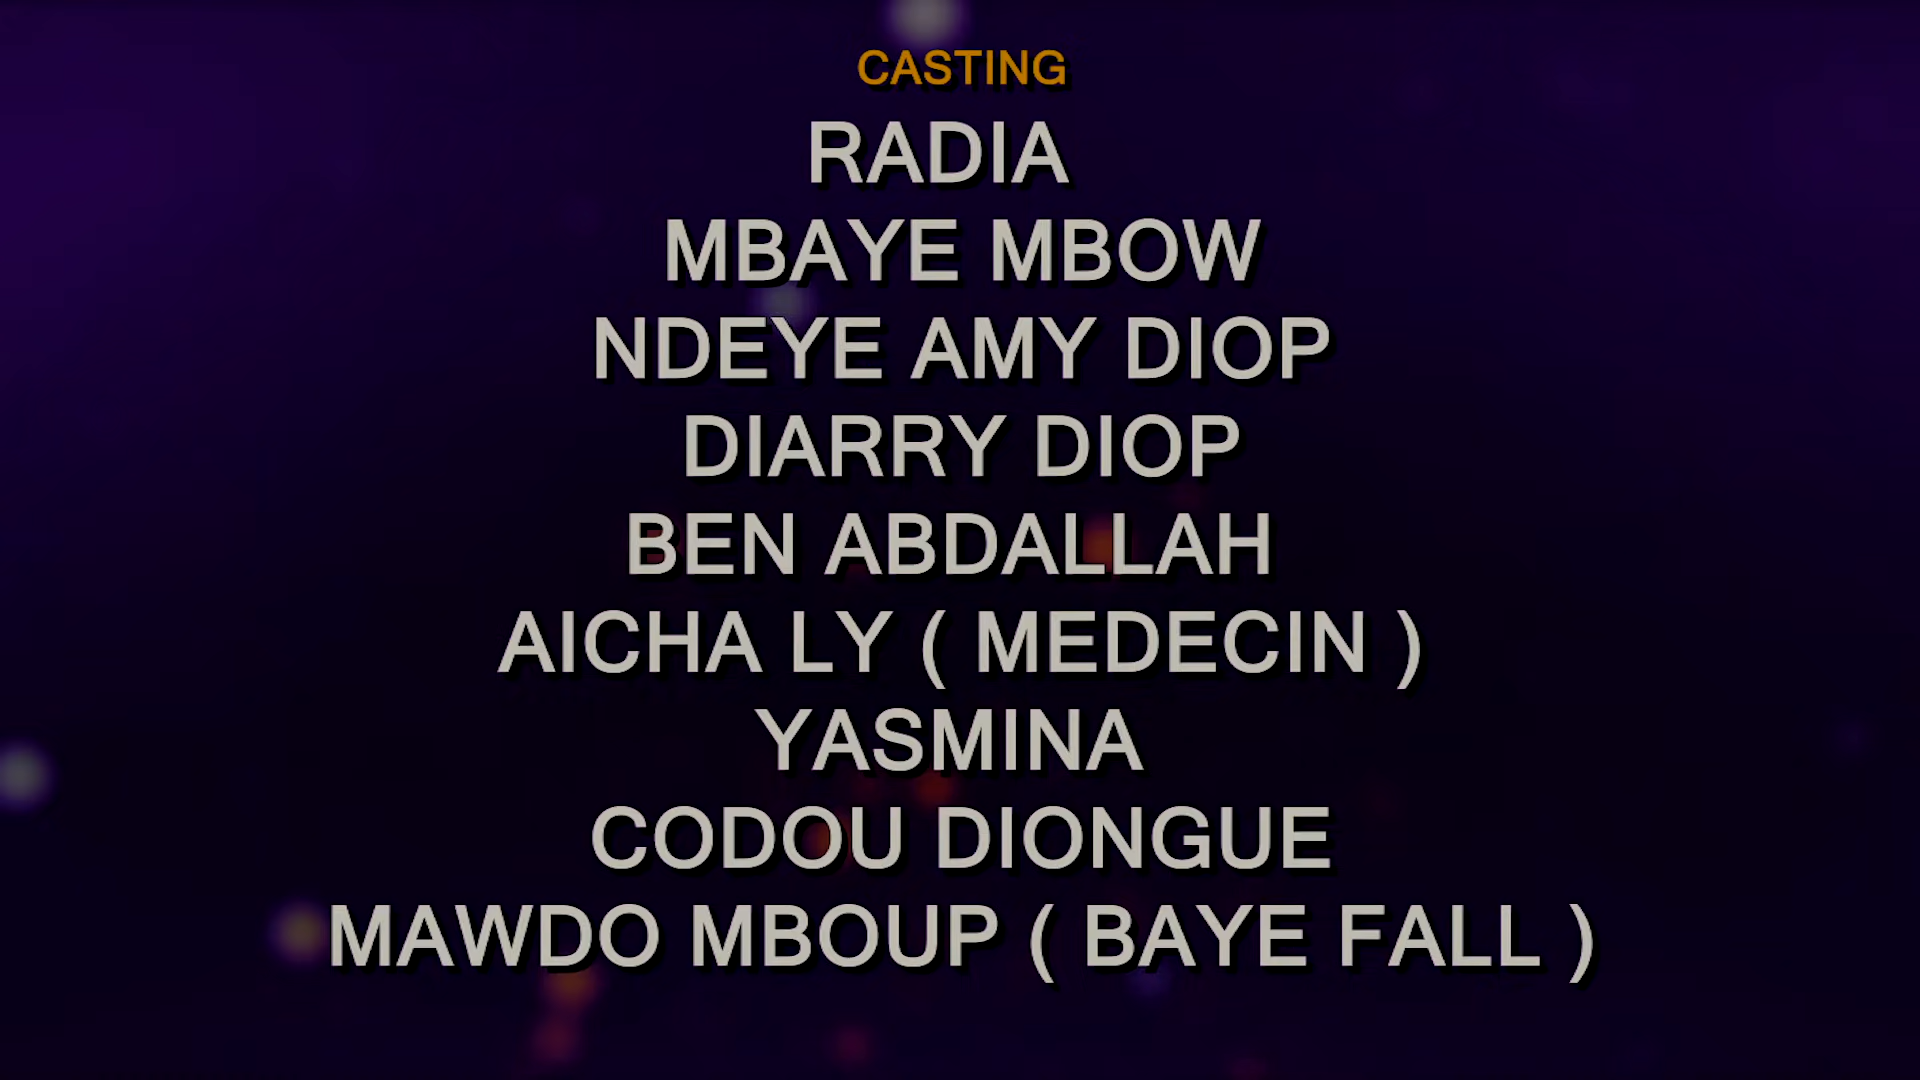 CASTING
RADIA
MBAYE MBOW
NDEYE AMY DIOP
DIARRY DIOP
BEN ABDALLAH
AICHA LY ( MEDECIN )
YASMINA
CODOU DIONGUE
MAWDO MBOUP ( BAYE FALL )